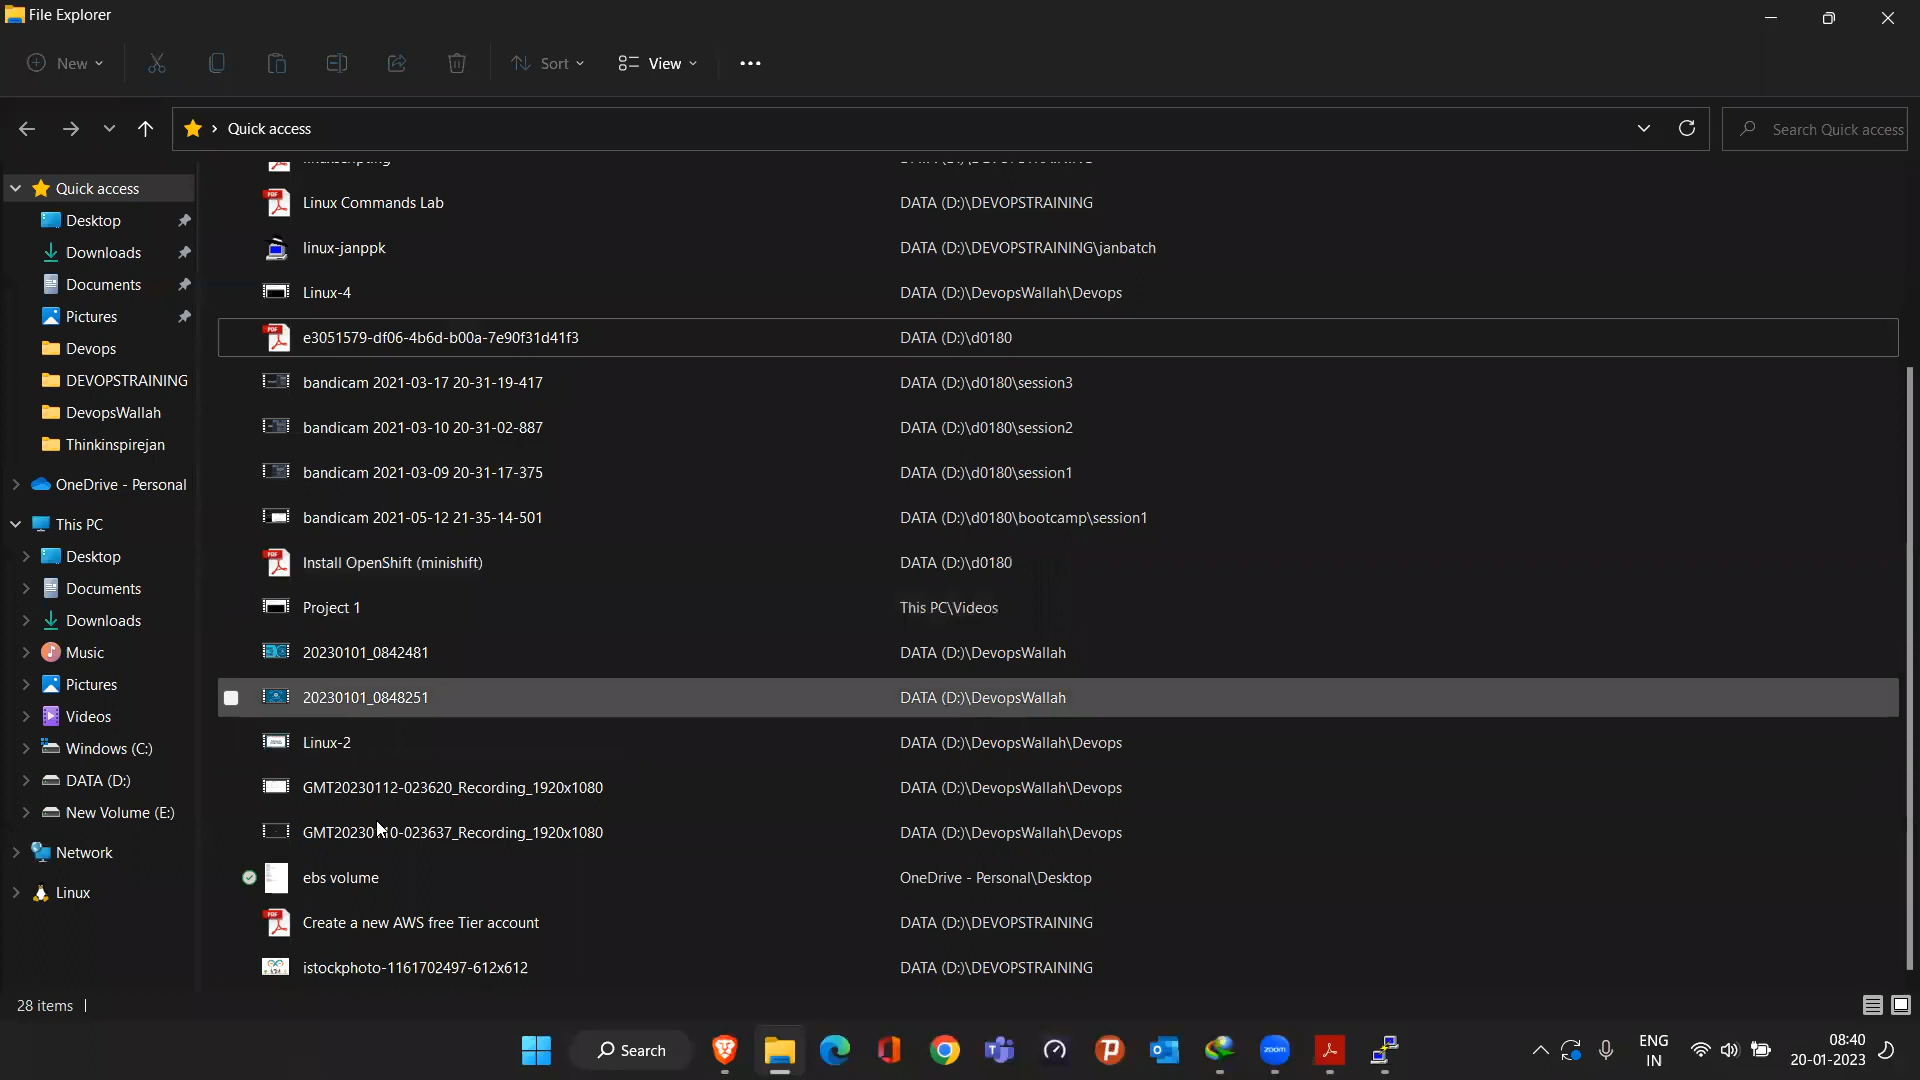 File Explorer
New
Sort
View
Quick access
Search Quick access
Quick access
Desktop
Downloads
Documents
Pictures
Devops
DEVOPSTRAINING
DevopsWallah
Thinkinspirejan
OneDrive - Personal
This PC
Desktop
Documents
Downloads
Music
Pictures
Videos
Windows (C:)
DATA (D:)
New Volume (E:)
Network
Linux
Linux Commands Lab DATA (D:)\DEVOPSTRAINING
linux-janppk DATA (D:)\DEVOPSTRAINING\janbatch
Linux-4 DATA (D:)\DevopsWallah\Devops
e3051579-df06-4b6d-b00a-7e90f31d41f3 DATA (D:)\d0180
bandicam 2021-03-17 20-31-19-417 DATA (D:)\d0180\session3
bandicam 2021-03-10 20-31-02-887 DATA (D:)\d0180\session2
bandicam 2021-03-09 20-31-17-375 DATA (D:)\d0180\session1
bandicam 2021-05-12 21-35-14-501 DATA (D:)\d0180\bootcamp\session1
Install OpenShift (minishift) DATA (D:)\d0180
Project 1 This PC\Videos
20230101_0842481 DATA (D:)\DevopsWallah
20230101_0848251 DATA (D:)\DevopsWallah
Linux-2 DATA (D:)\DevopsWallah\Devops
GMT20230112-023620_Recording_1920x1080 DATA (D:)\DevopsWallah\Devops
GMT20230110-023637_Recording_1920x1080 DATA (D:)\DevopsWallah\Devops
ebs volume OneDrive - Personal\Desktop
Create a new AWS free Tier account DATA (D:)\DEVOPSTRAINING
istockphoto-1161702497-612x612 DATA (D:)\DEVOPSTRAINING
28 items
Search
zoom
ENG
IN
08:40
20-01-2023